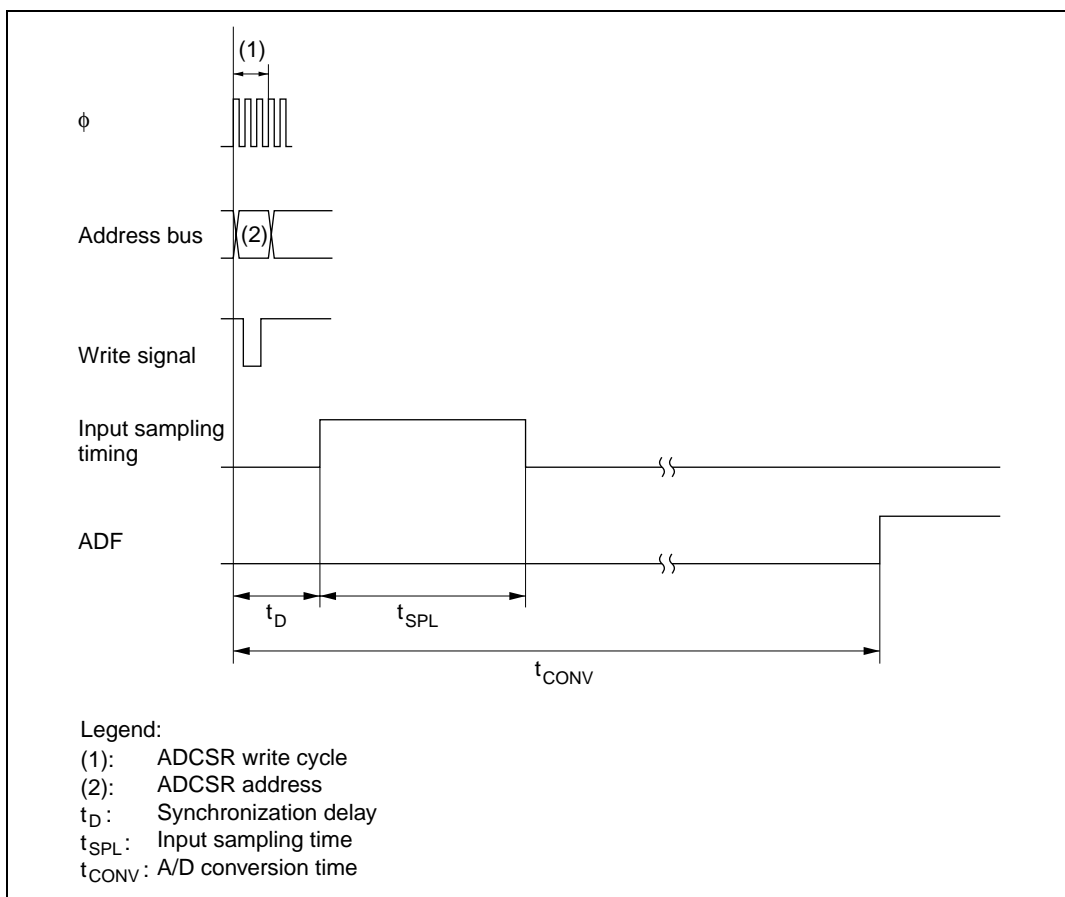 (1)
ϕ
Address bus
(2)
Write signal
Input sampling
timing
ADF
tD
tSPL
tCONV
Legend:
(1): ADCSR write cycle
(2): ADCSR address
tD: Synchronization delay
tSPL: Input sampling time
tCONV: A/D conversion time